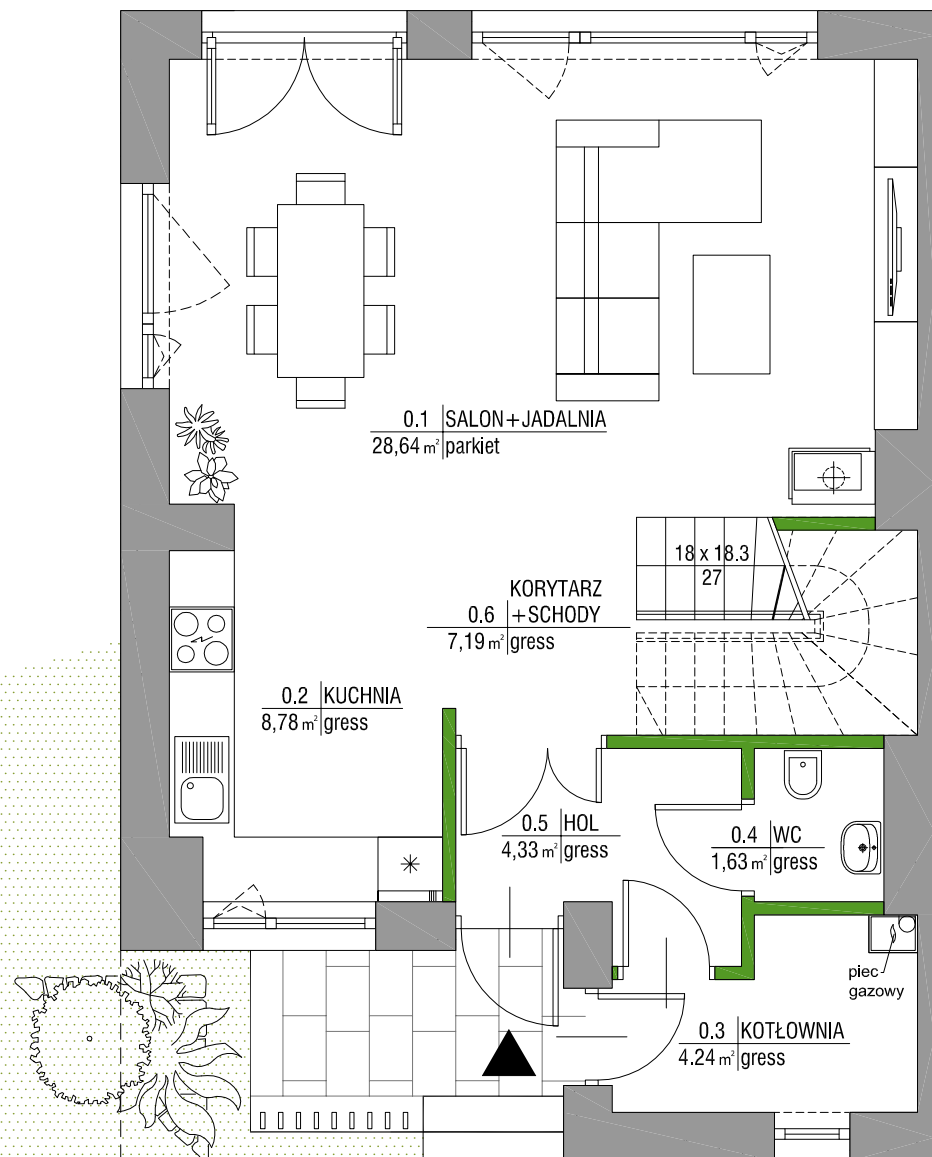 0.1 SALON+JADALNIA
28,64 m² parkiet
18 x 18.3
27
KORYTARZ
0.6 +SCHODY
7,19 m² gress
0.2 KUCHNIA
8,78 m² gress
0.5 HOL
4,33 m² gress
0.4 WC
1,63 m² gress
piec
gazowy
0.3 KOTŁOWNIA
4.24 m² gress